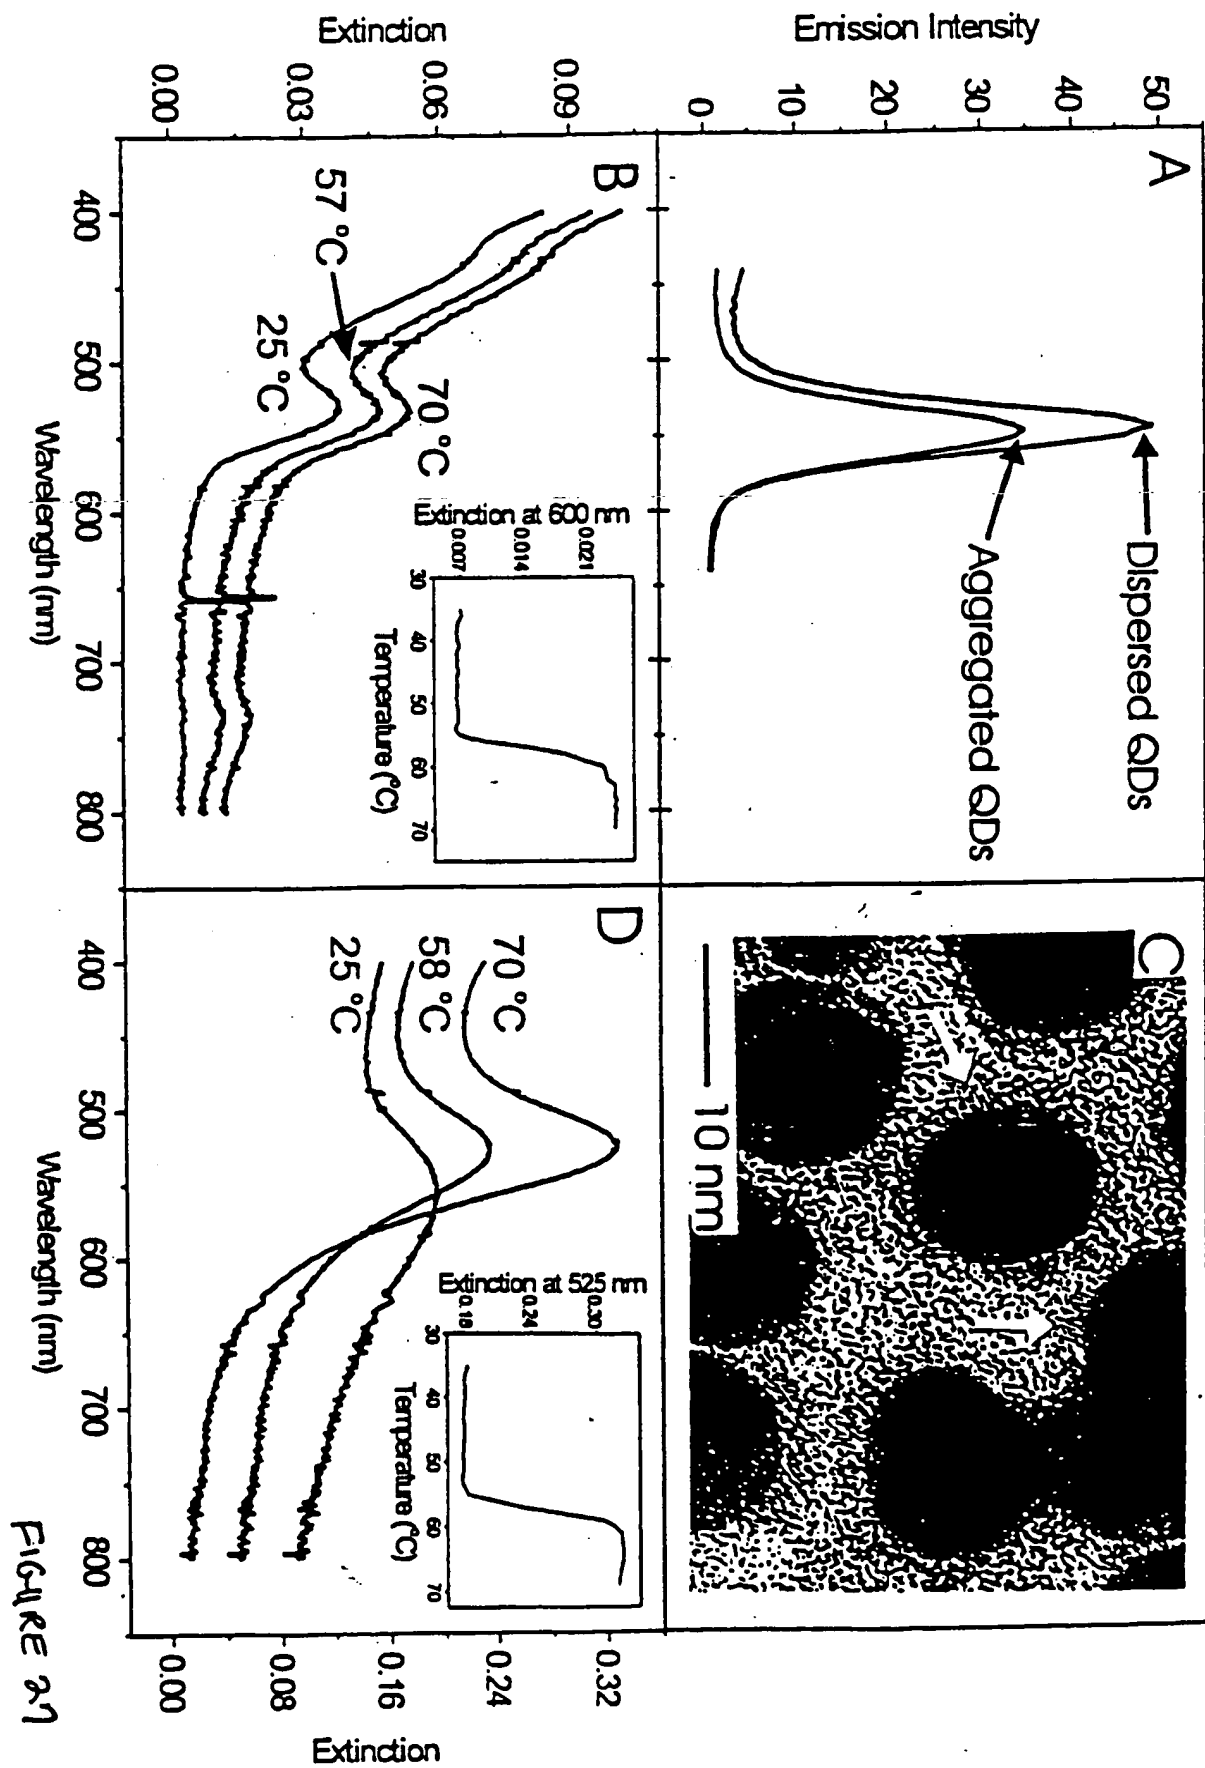 A
Emission Intensity
50
40
30
20
10
0
Dispersed QDs
Aggregated QDs
B
Extinction
0.09
0.06
0.03
0.00
57 °C
25 °C
70 °C
400
500
600
700
800
Wavelength (nm)
Extinction at 600 nm
0.021
0.014
0.007
30
40
50
60
70
Temperature (°C)
C
10 nm
D
70 °C
58 °C
25 °C
400
500
600
700
800
Wavelength (nm)
0.32
0.24
0.16
0.08
0.00
Extinction
Extinction at 525 nm
0.30
0.24
0.18
30
40
50
60
70
Temperature (°C)
FIGURE 27